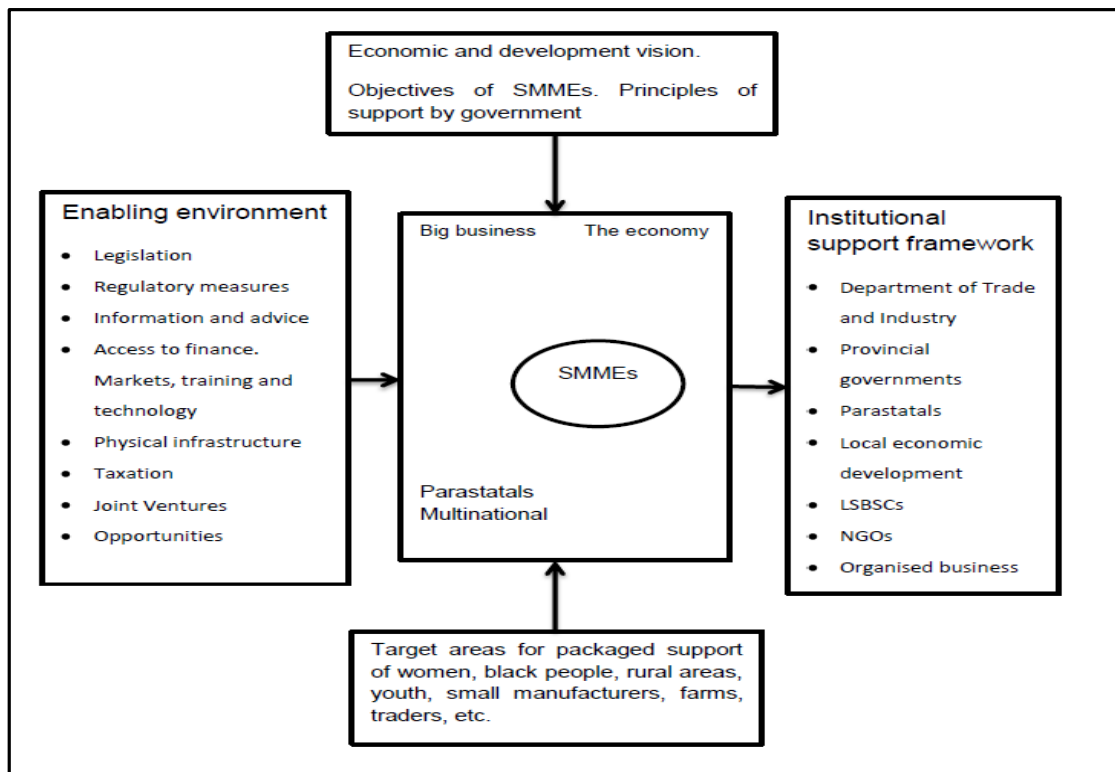 Economic and development vision.
Objectives of SMMEs. Principles of
support by government
Enabling environment
• Legislation
• Regulatory measures
• Information and advice
• Access to finance.
Markets, training and
technology
• Physical infrastructure
• Taxation
• Joint Ventures
• Opportunities
Big business The economy
SMMEs
Parastatals
Multinational
Institutional
support framework
• Department of Trade
and Industry
• Provincial
governments
• Parastatals
• Local economic
development
• LSBSCs
• NGOs
• Organised business
Target areas for packaged support
of women, black people, rural areas,
youth, small manufacturers, farms,
traders, etc.